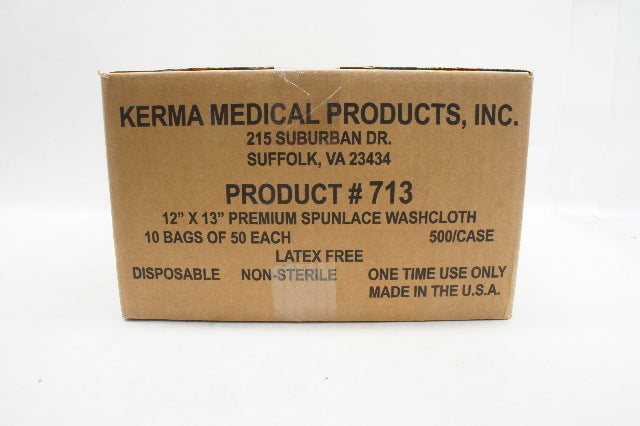 KERMA MEDICAL PRODUCTS, INC.
215 SUBURBAN DR.
SUFFOLK, VA 23434
PRODUCT # 713
12” X 13” PREMIUM SPUNLACE WASHCLOTH
10 BAGS OF 50 EACH 500/CASE
LATEX FREE
DISPOSABLE NON-STERILE ONE TIME USE ONLY
MADE IN THE U.S.A.